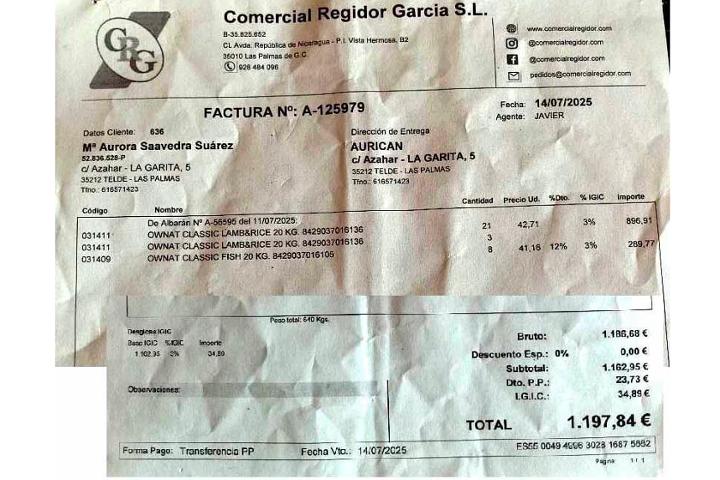 CRG
Comercial Regidor Garcia S.L.
B-35.825.652
CL Avda. República de Nicaragua - P.I. Vista Hermosa, B2
35010 Las Palmas de G.C.
928 484 096
www.comercialregidor.com
@comercialregidor.com
@comercialregidor.com
pedidos@comercialregidor.com
FACTURA Nº: A-125979
Fecha: 14/07/2025
Agente: JAVIER
Datos Cliente: 636
Mª Aurora Saavedra Suárez
52.836.528-P
c/ Azahar - LA GARITA, 5
35212 TELDE - LAS PALMAS
Tfno.: 616571423
Dirección de Entrega
AURICAN
c/ Azahar - LA GARITA, 5
35212 TELDE - LAS PALMAS
Tfno.: 616571423
Código Nombre Cantidad Precio Ud. %Dto. % IGIC Importe
De Albarán Nº A-56595 del 11/07/2025:
031411 OWNAT CLASSIC LAMB&RICE 20 KG. 8429037016136 21 42,71 3% 896,91
031411 OWNAT CLASSIC LAMB&RICE 20 KG. 8429037016136 3
031409 OWNAT CLASSIC FISH 20 KG. 8429037016105 8 41,16 12% 3% 289,77
Peso total: 640 Kgs.
Desglose IGIC
Base IGIC %IGIC Importe
1.162,95 3% 34,89
Observaciones:
Bruto: 1.186,68 €
Descuento Esp.: 0% 0,00 €
Subtotal: 1.162,95 €
Dto. P.P.: 23,73 €
I.G.I.C.: 34,89 €
TOTAL 1.197,84 €
Forma Pago: Transferencia PP Fecha Vto.: 14/07/2025 ES55 0049 4996 3028 1687 5662
Página 1 / 1